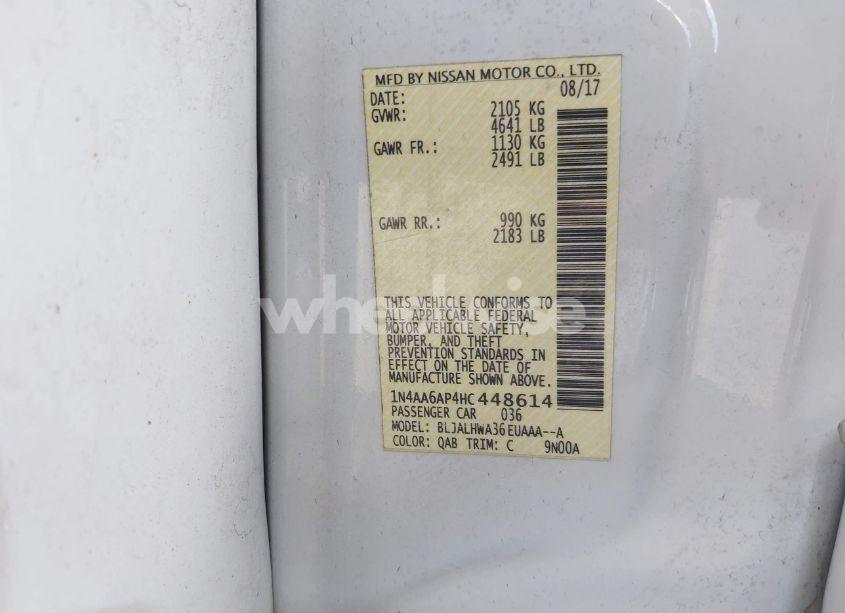 MFD BY NISSAN MOTOR CO., LTD.
DATE: 08/17
GVWR: 2105 KG
4641 LB
GAWR FR.: 1130 KG
2491 LB
GAWR RR.: 990 KG
2183 LB
THIS VEHICLE CONFORMS TO
ALL APPLICABLE FEDERAL
MOTOR VEHICLE SAFETY,
BUMPER, AND THEFT
PREVENTION STANDARDS IN
EFFECT ON THE DATE OF
MANUFACTURE SHOWN ABOVE.
1N4AA6AP4HC448614
PASSENGER CAR 036
MODEL: BLJALHWA36EUAAA--A
COLOR: QAB TRIM: C 9N00A